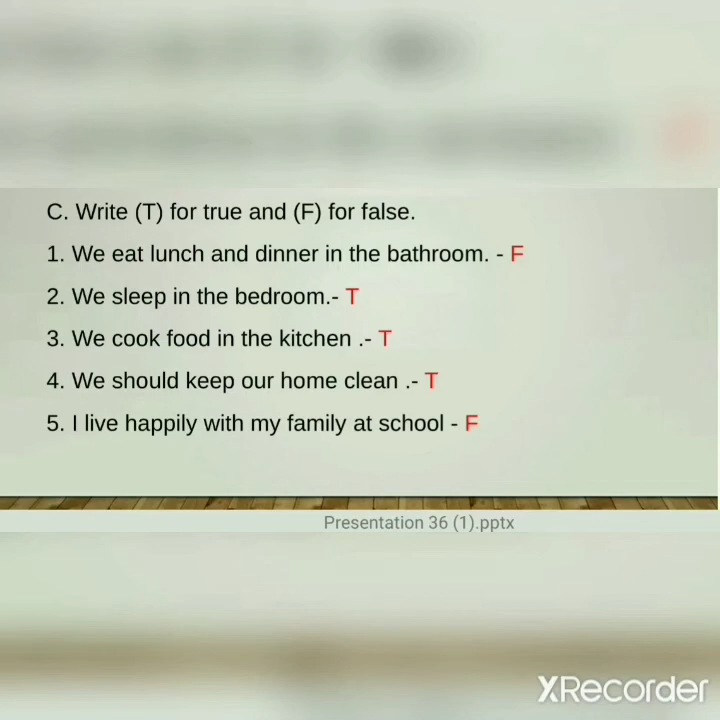 C. Write (T) for true and (F) for false.
1. We eat lunch and dinner in the bathroom. - F
2. We sleep in the bedroom.- T
3. We cook food in the kitchen .- T
4. We should keep our home clean .- T
5. I live happily with my family at school - F
Presentation 36 (1).pptx
XRecorder